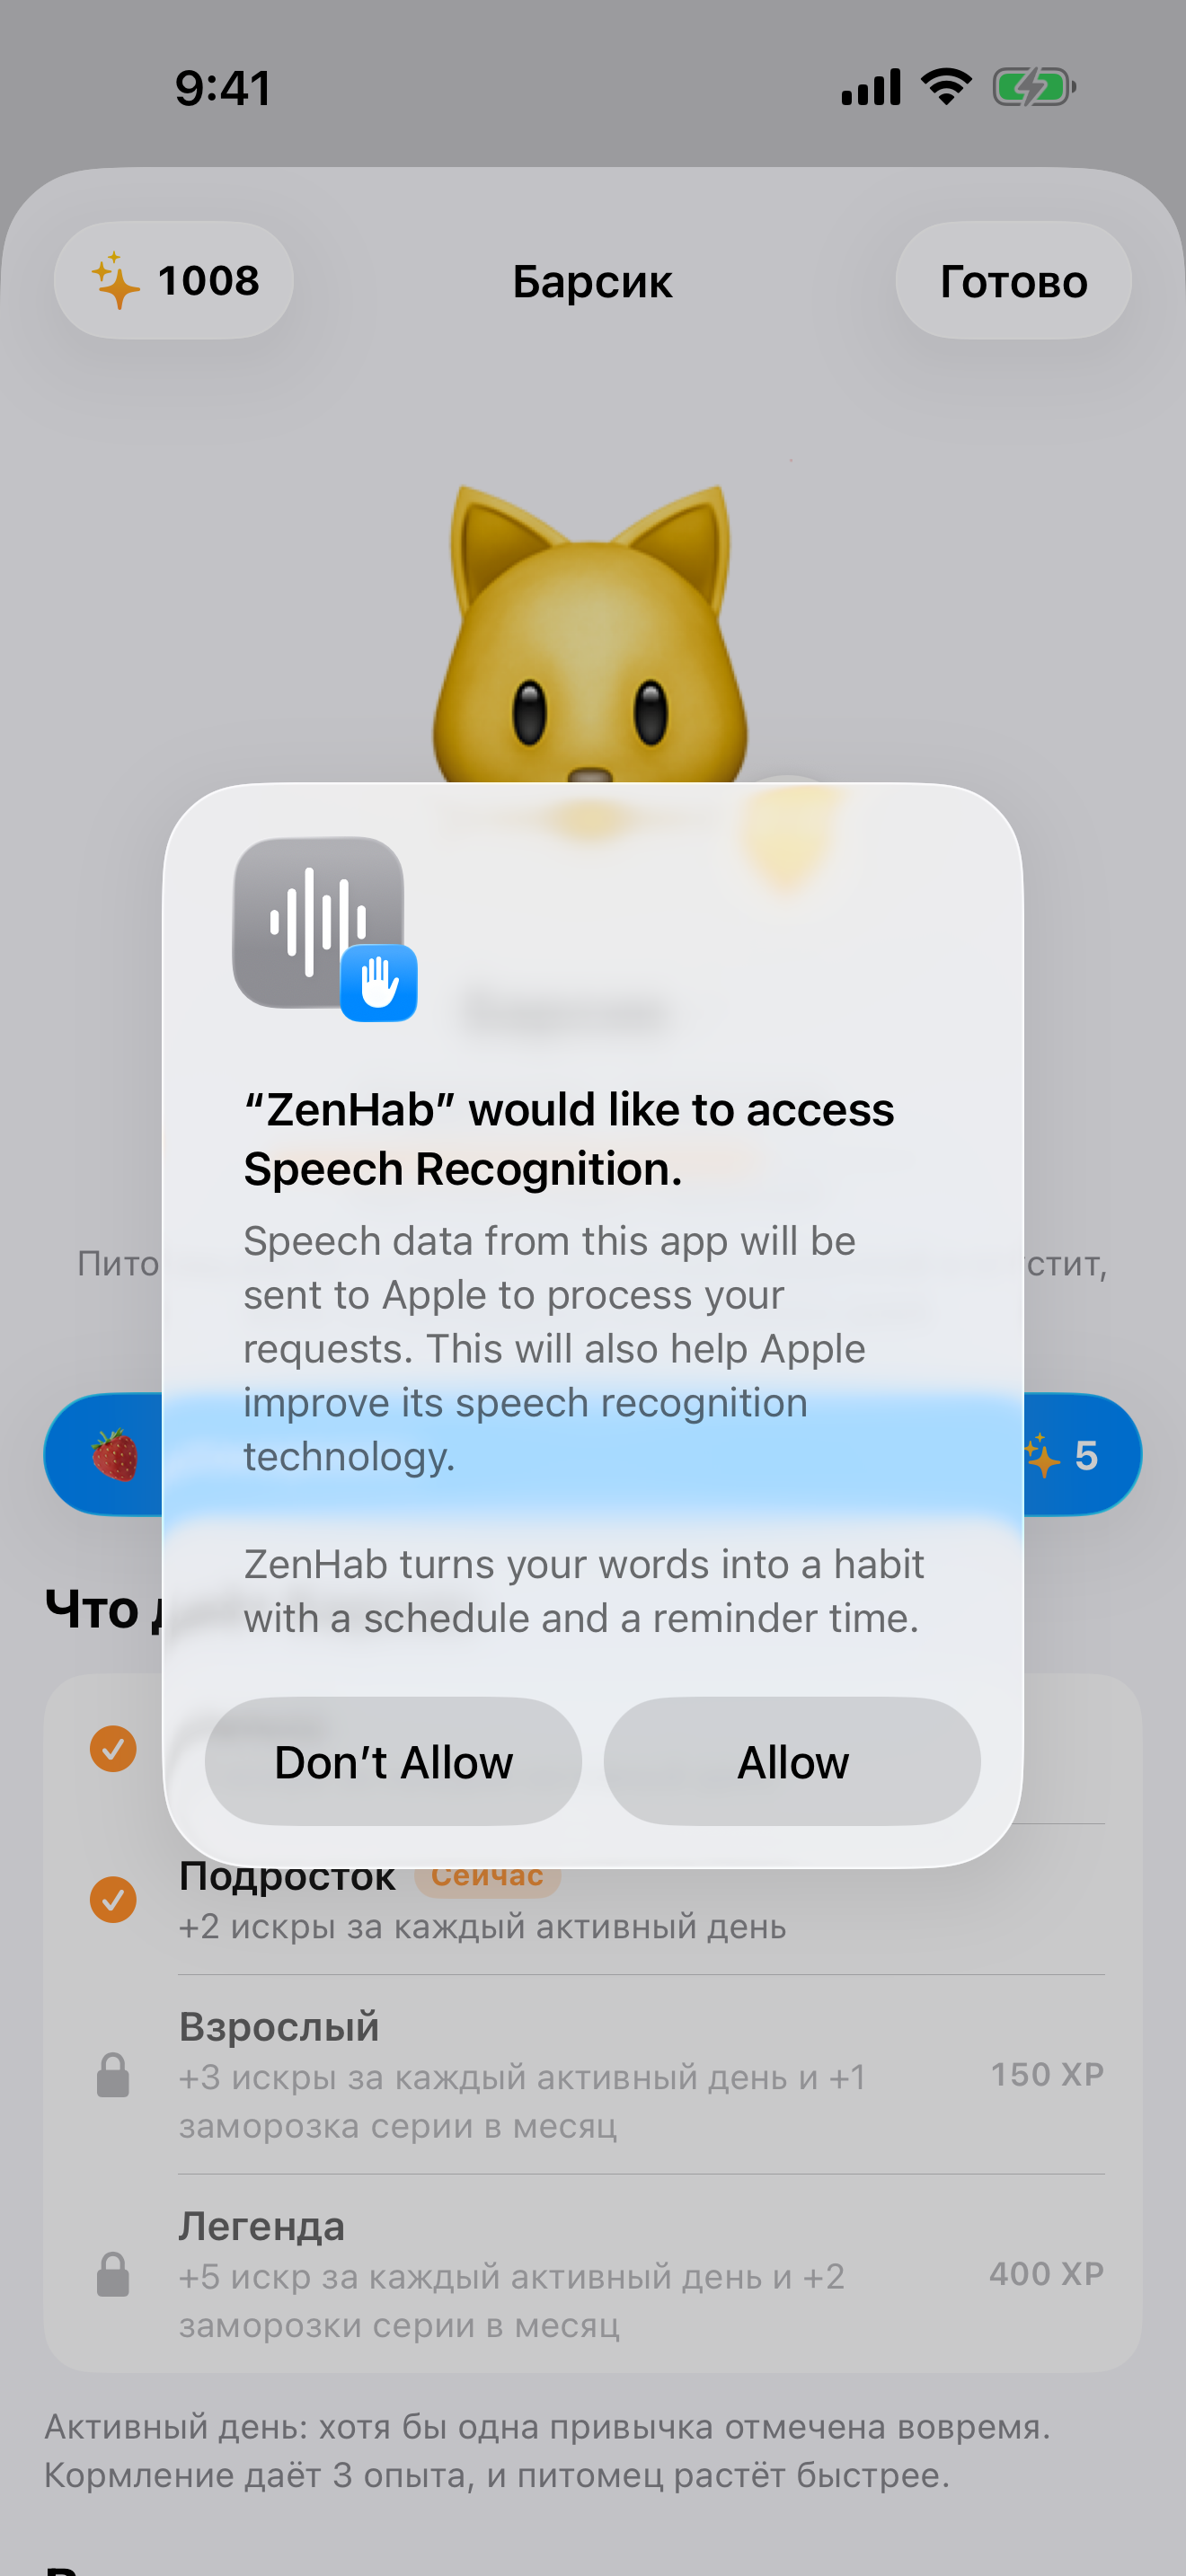 9:41
1008
Барсик
Готово
“ZenHab” would like to access
Speech Recognition.
Speech data from this app will be
sent to Apple to process your
requests. This will also help Apple
improve its speech recognition
technology.
ZenHab turns your words into a habit
with a schedule and a reminder time.
Don’t Allow
Allow
5
Что
Подросток Сейчас
+2 искры за каждый активный день
Взрослый
+3 искры за каждый активный день и +1
заморозка серии в месяц
150 XP
Легенда
+5 искр за каждый активный день и +2
заморозки серии в месяц
400 XP
Активный день: хотя бы одна привычка отмечена вовремя.
Кормление даёт 3 опыта, и питомец растёт быстрее.